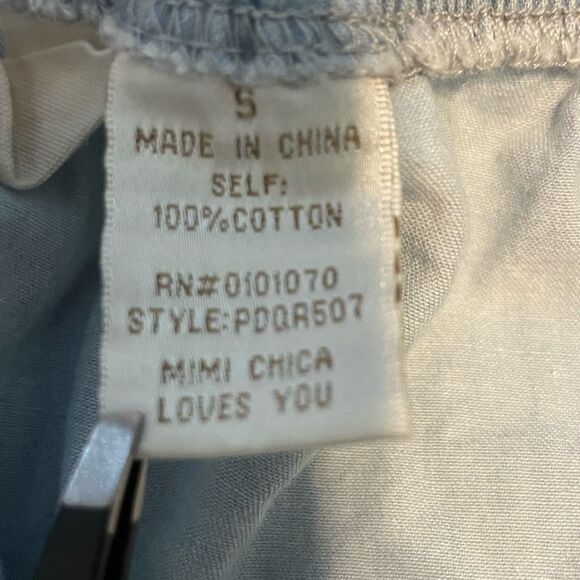 S
MADE IN CHINA
SELF:
100%COTTON
RN#0101070
STYLE:PDQR507
MIMI CHICA
LOVES YOU